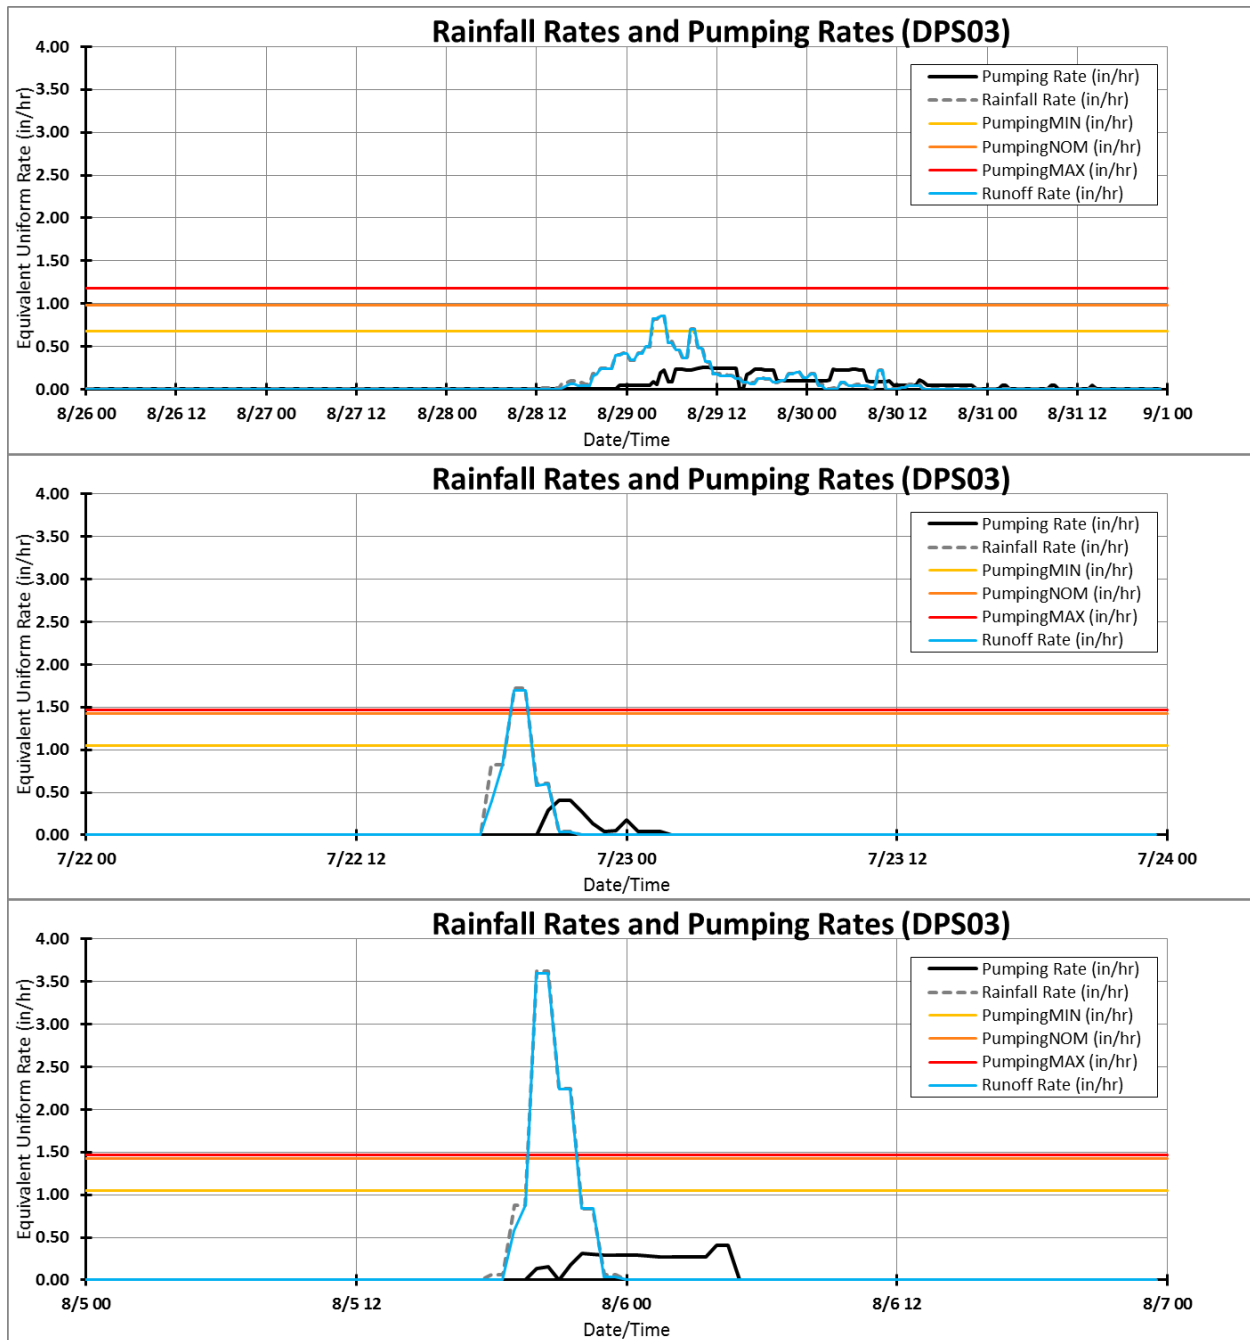 Rainfall Rates and Pumping Rates (DPS03)
4.00
3.50
3.00
2.50
2.00
1.50
1.00
0.50
0.00
Equivalent Uniform Rate (in/hr)
Pumping Rate (in/hr)
Rainfall Rate (in/hr)
PumpingMIN (in/hr)
PumpingNOM (in/hr)
PumpingMAX (in/hr)
Runoff Rate (in/hr)
8/26 00 8/26 12 8/27 00 8/27 12 8/28 00 8/28 12 8/29 00 8/29 12 8/30 00 8/30 12 8/31 00 8/31 12 9/1 00
Date/Time
Rainfall Rates and Pumping Rates (DPS03)
4.00
3.50
3.00
2.50
2.00
1.50
1.00
0.50
0.00
Equivalent Uniform Rate (in/hr)
Pumping Rate (in/hr)
Rainfall Rate (in/hr)
PumpingMIN (in/hr)
PumpingNOM (in/hr)
PumpingMAX (in/hr)
Runoff Rate (in/hr)
7/22 00 7/22 12 7/23 00 7/23 12 7/24 00
Date/Time
Rainfall Rates and Pumping Rates (DPS03)
4.00
3.50
3.00
2.50
2.00
1.50
1.00
0.50
0.00
Equivalent Uniform Rate (in/hr)
Pumping Rate (in/hr)
Rainfall Rate (in/hr)
PumpingMIN (in/hr)
PumpingNOM (in/hr)
PumpingMAX (in/hr)
Runoff Rate (in/hr)
8/5 00 8/5 12 8/6 00 8/6 12 8/7 00
Date/Time